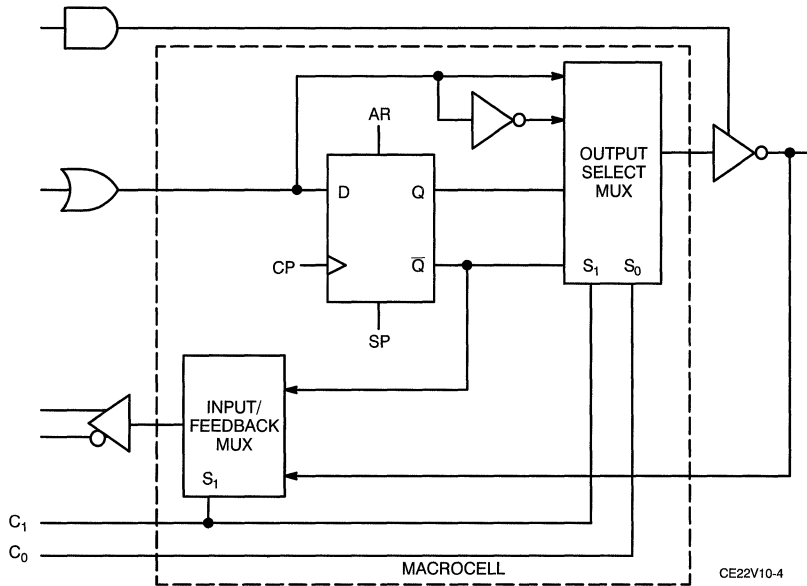 AR
OUTPUT
SELECT
MUX
D Q
CP Q̅ S₁ S₀
SP
INPUT/
FEEDBACK
MUX
S₁
C₁
C₀
MACROCELL
CE22V10-4